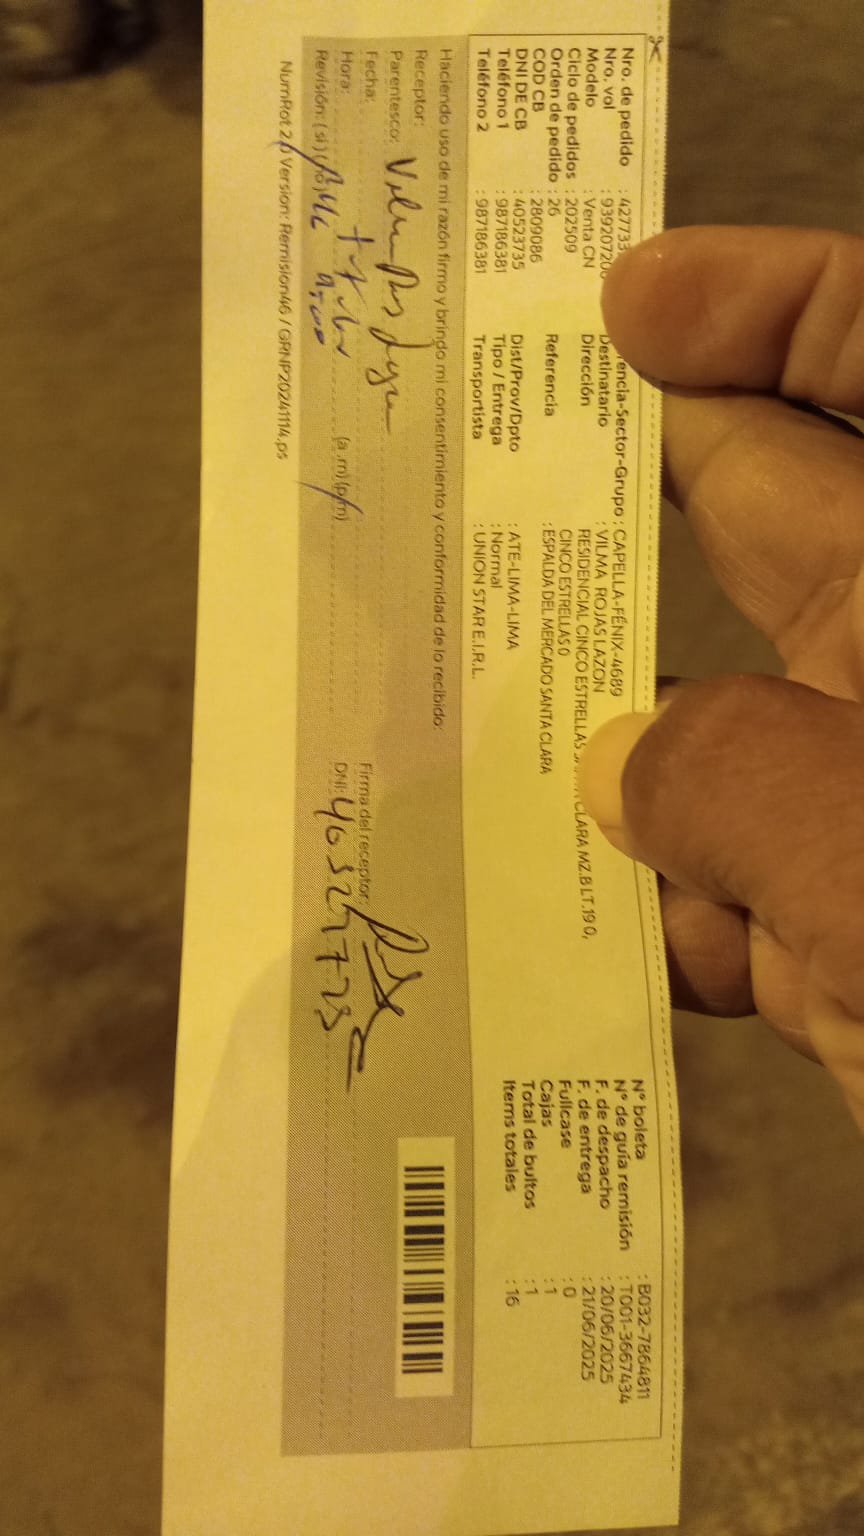 Nro. de pedido : 427733
Nro. vol : 939207206
Modelo : Venta CN
Ciclo de pedidos : 202509
Orden de pedido : 26
COD CB : 2809086
DNI DE CB : 40523735
Teléfono 1 : 987186381
Teléfono 2 : 987186381
encia-Sector-Grupo : CAPELLA-FÉNIX-4689
Destinatario : VILMA ROJAS LAZON
Dirección : RESIDENCIAL CINCO ESTRELLAS CLARA MZ.B LT.19 0,
CINCO ESTRELLAS 0
Referencia : ESPALDA DEL MERCADO SANTA CLARA
Dist/Prov/Dpto : ATE-LIMA-LIMA
Tipo / Entrega : Normal
Transportista : UNION STAR E.I.R.L.
N° boleta : B032-7864811
N° de guía remisión : T001-3667434
F. de despacho : 20/06/2025
F. de entrega : 21/06/2025
Fullcase : 0
Cajas : 1
Total de bultos : 1
Items totales : 16
Haciendo uso de mi razón firmo y brindo mi consentimiento y conformidad de lo recibido:
Receptor:
Parentesco:
Fecha:
Hora: (a.m) (p.m)
Revisión: (si) (no)
Firma del receptor:
DNI:
NumRot 2.0 Version: Remision46 / GRNP20241114.ps